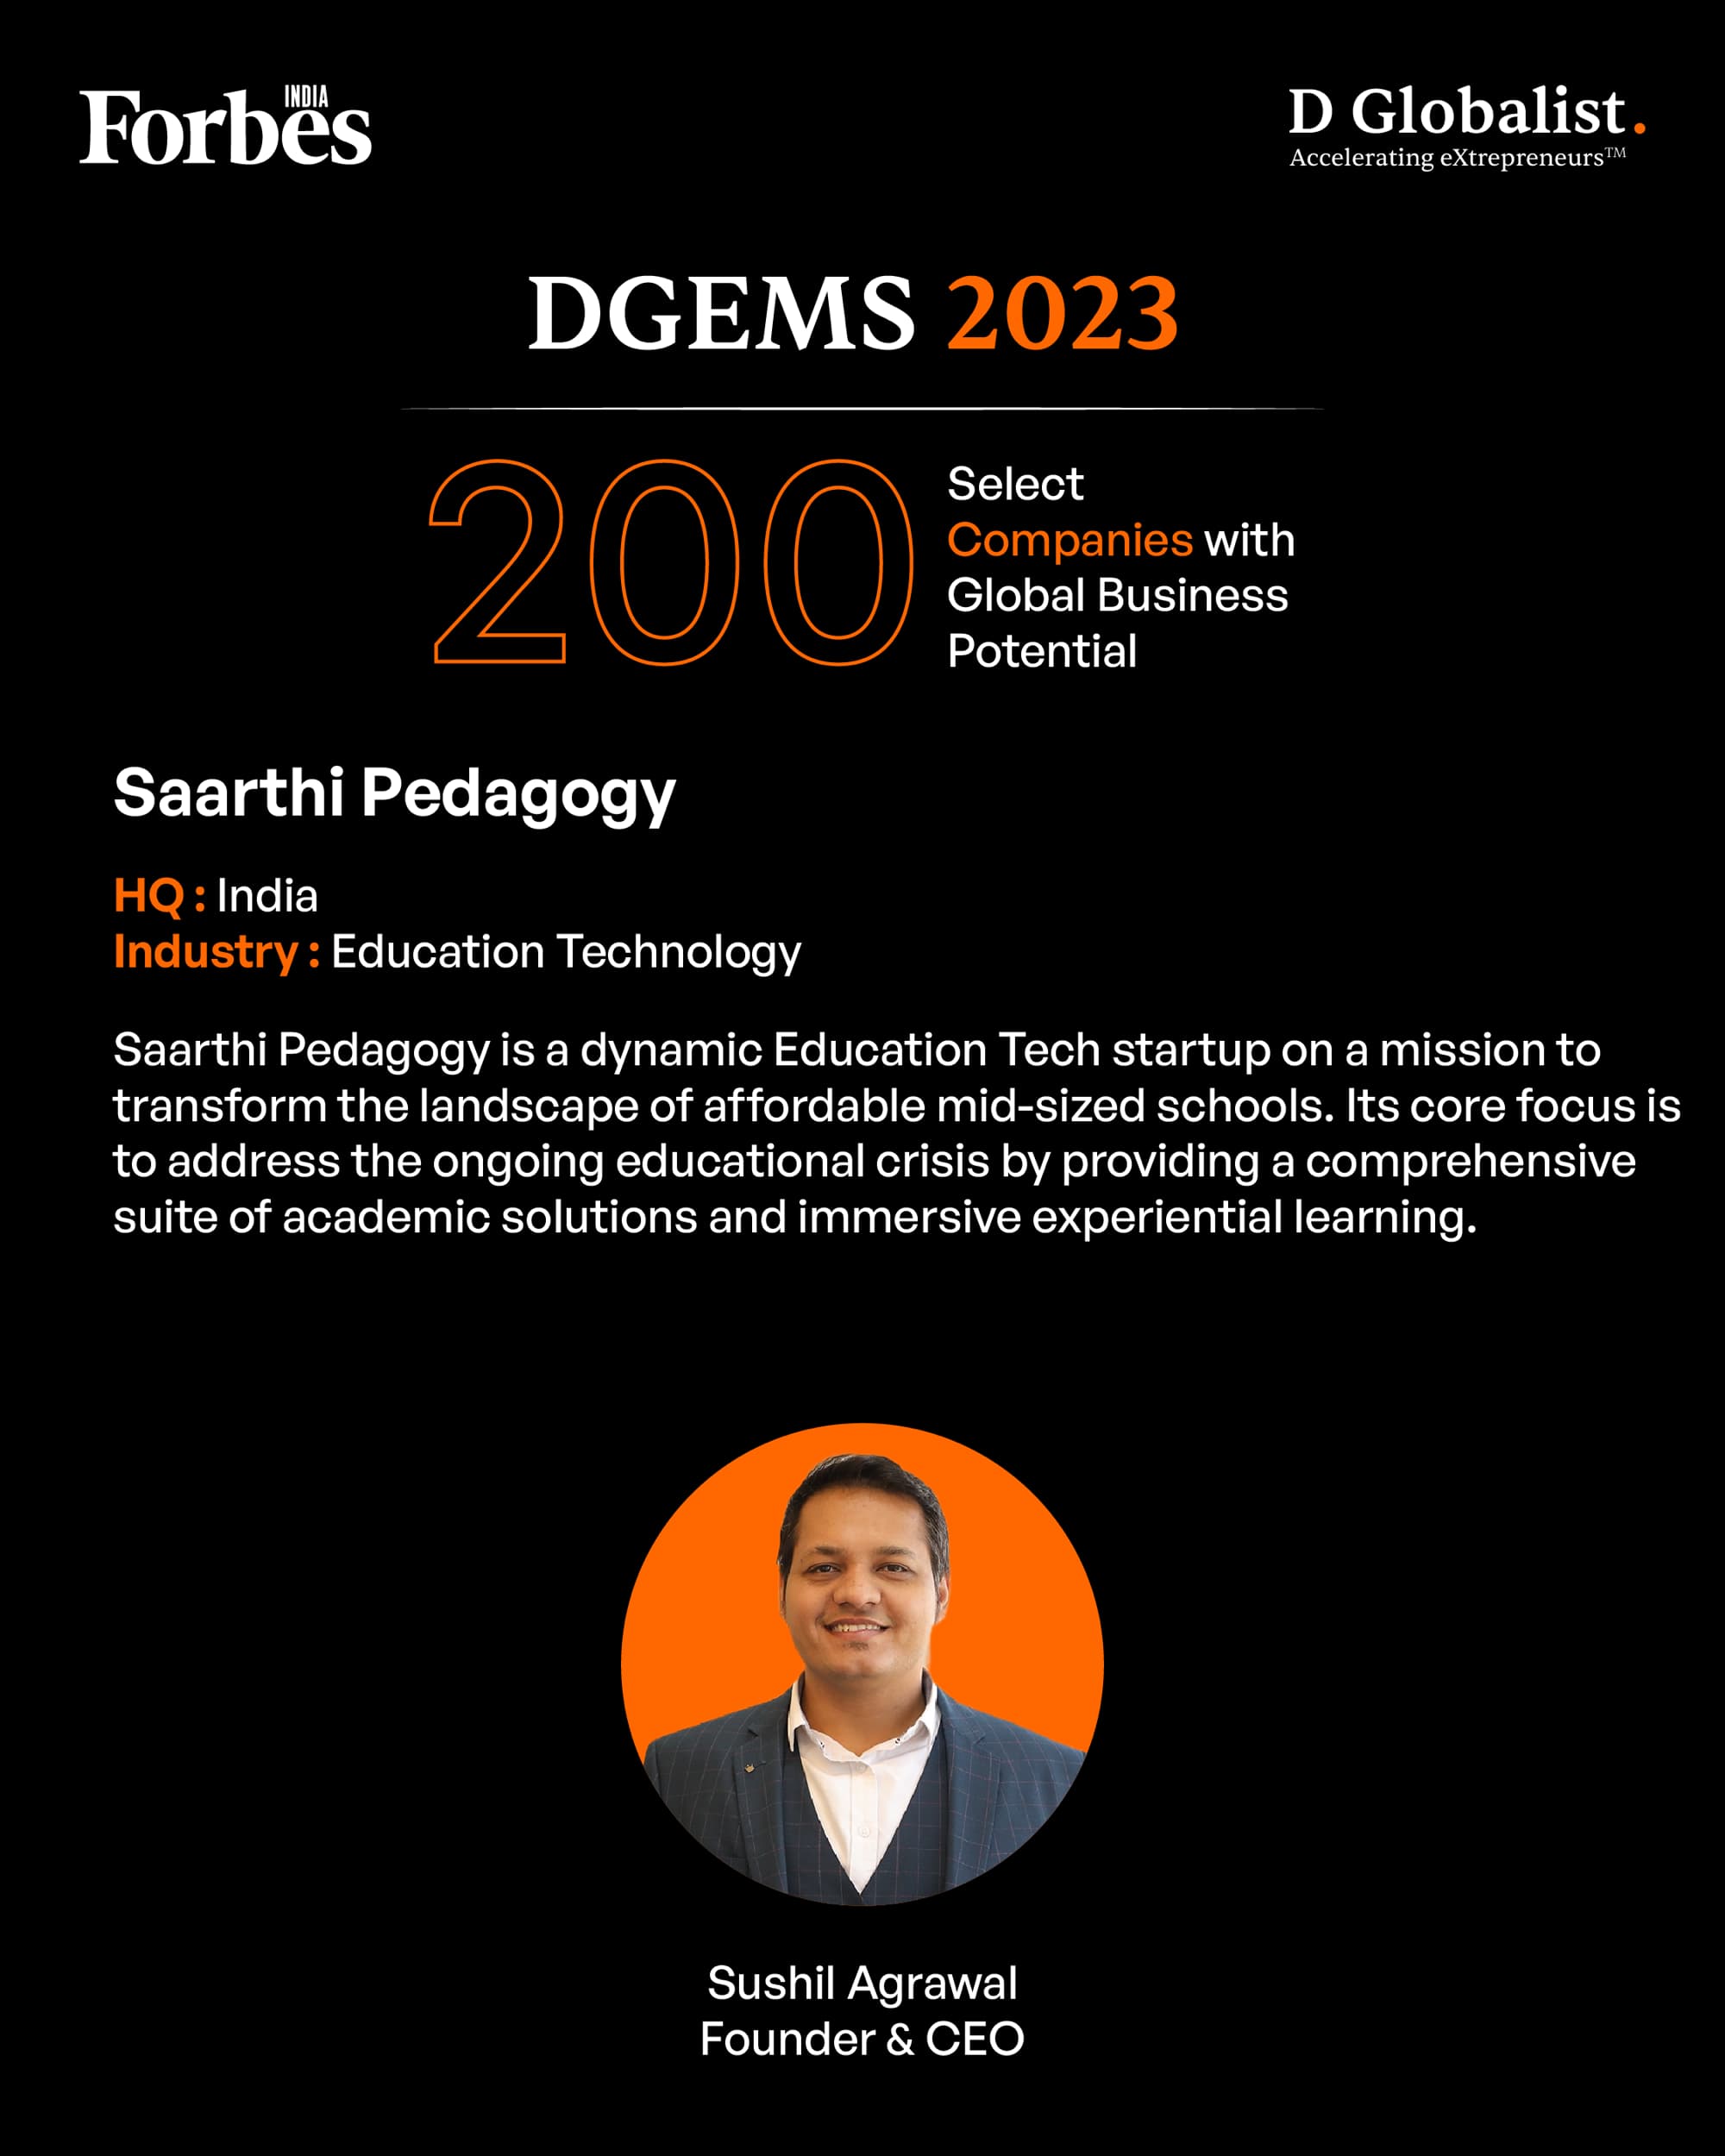 Forbes INDIA
D Globalist.
Accelerating eXtrepreneurs™
DGEMS 2023
200
Select
Companies with
Global Business
Potential
Saarthi Pedagogy
HQ : India
Industry : Education Technology
Saarthi Pedagogy is a dynamic Education Tech startup on a mission to
transform the landscape of affordable mid-sized schools. Its core focus is
to address the ongoing educational crisis by providing a comprehensive
suite of academic solutions and immersive experiential learning.
Sushil Agrawal
Founder & CEO